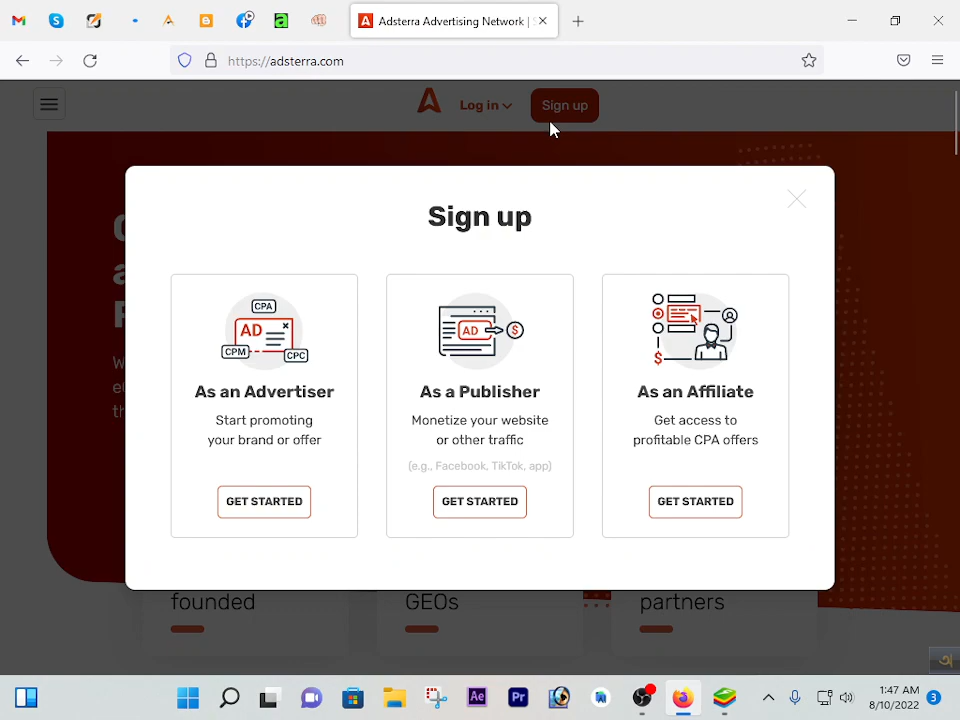 Adsterra Advertising Network |
https://adsterra.com
Log in
Sign up
Sign up
CPA
AD
CPM
CPC
As an Advertiser
Start promoting
your brand or offer
GET STARTED
AD
$
As a Publisher
Monetize your website
or other traffic
(e.g., Facebook, TikTok, app)
GET STARTED
$
As an Affiliate
Get access to
profitable CPA offers
GET STARTED
founded
GEOs
partners
অ
Ae
Pr
1:47 AM
8/10/2022
3